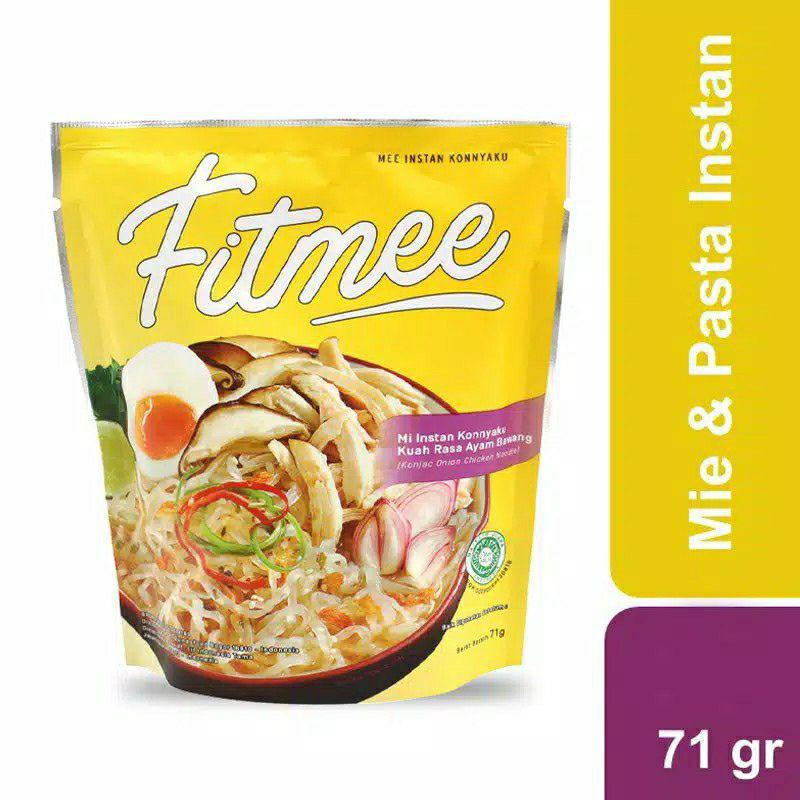 MEE INSTAN KONNYAKU
Fitmee
Mi Instan Konnyaku
Kuah Rasa Ayam Bawang
(Konjac Onion Chicken Noodle)
Berat Bersih 71g
Indonesia
Mie & Pasta Instan
71 gr